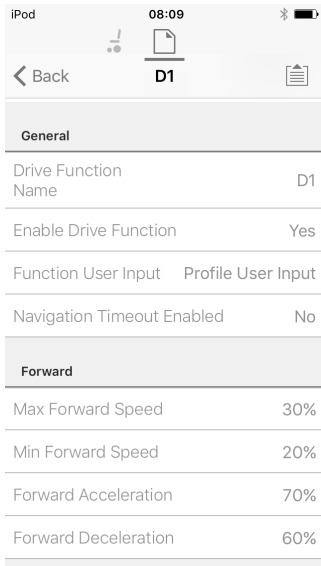 iPod 08:09
Back D1
General
Drive Function
Name D1
Enable Drive Function Yes
Function User Input Profile User Input
Navigation Timeout Enabled No
Forward
Max Forward Speed 30%
Min Forward Speed 20%
Forward Acceleration 70%
Forward Deceleration 60%